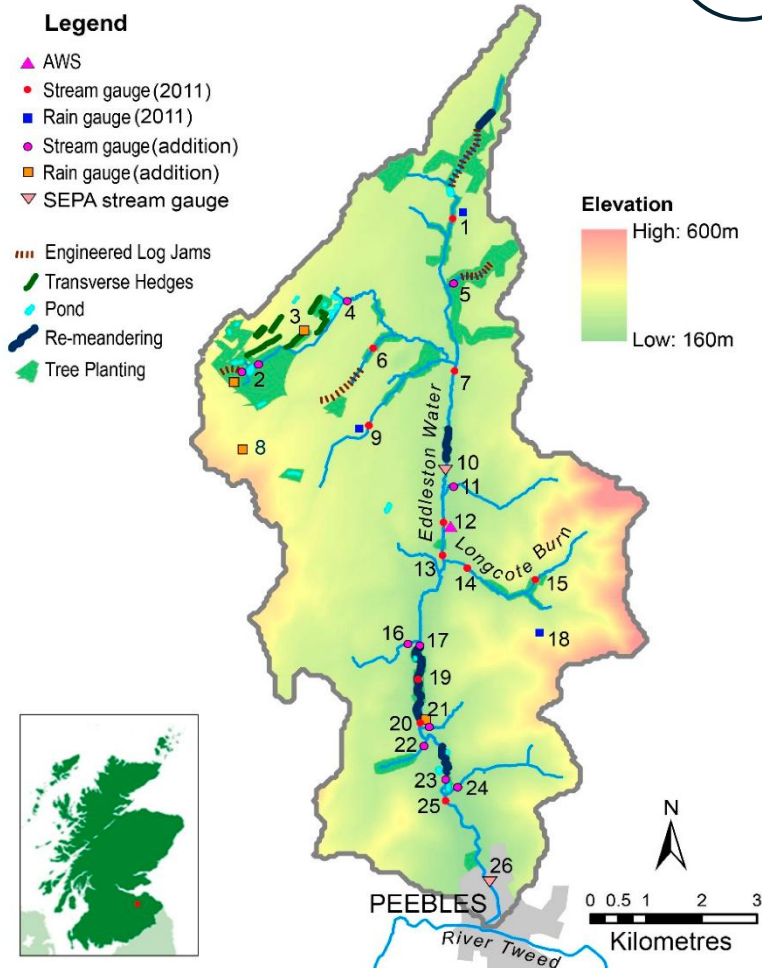 Legend
AWS
Stream gauge (2011)
Rain gauge (2011)
Stream gauge (addition)
Rain gauge (addition)
SEPA stream gauge
Engineered Log Jams
Transverse Hedges
Pond
Re-meandering
Tree Planting
Elevation
High: 600m
Low: 160m
1
5
3
4
2
6
7
8
9
Eddleston Water
10
11
12
Longcote Burn
13
14
15
16
17
18
19
20
21
22
23
24
25
26
PEEBLES
River Tweed
N
0 0.5 1 2 3
Kilometres